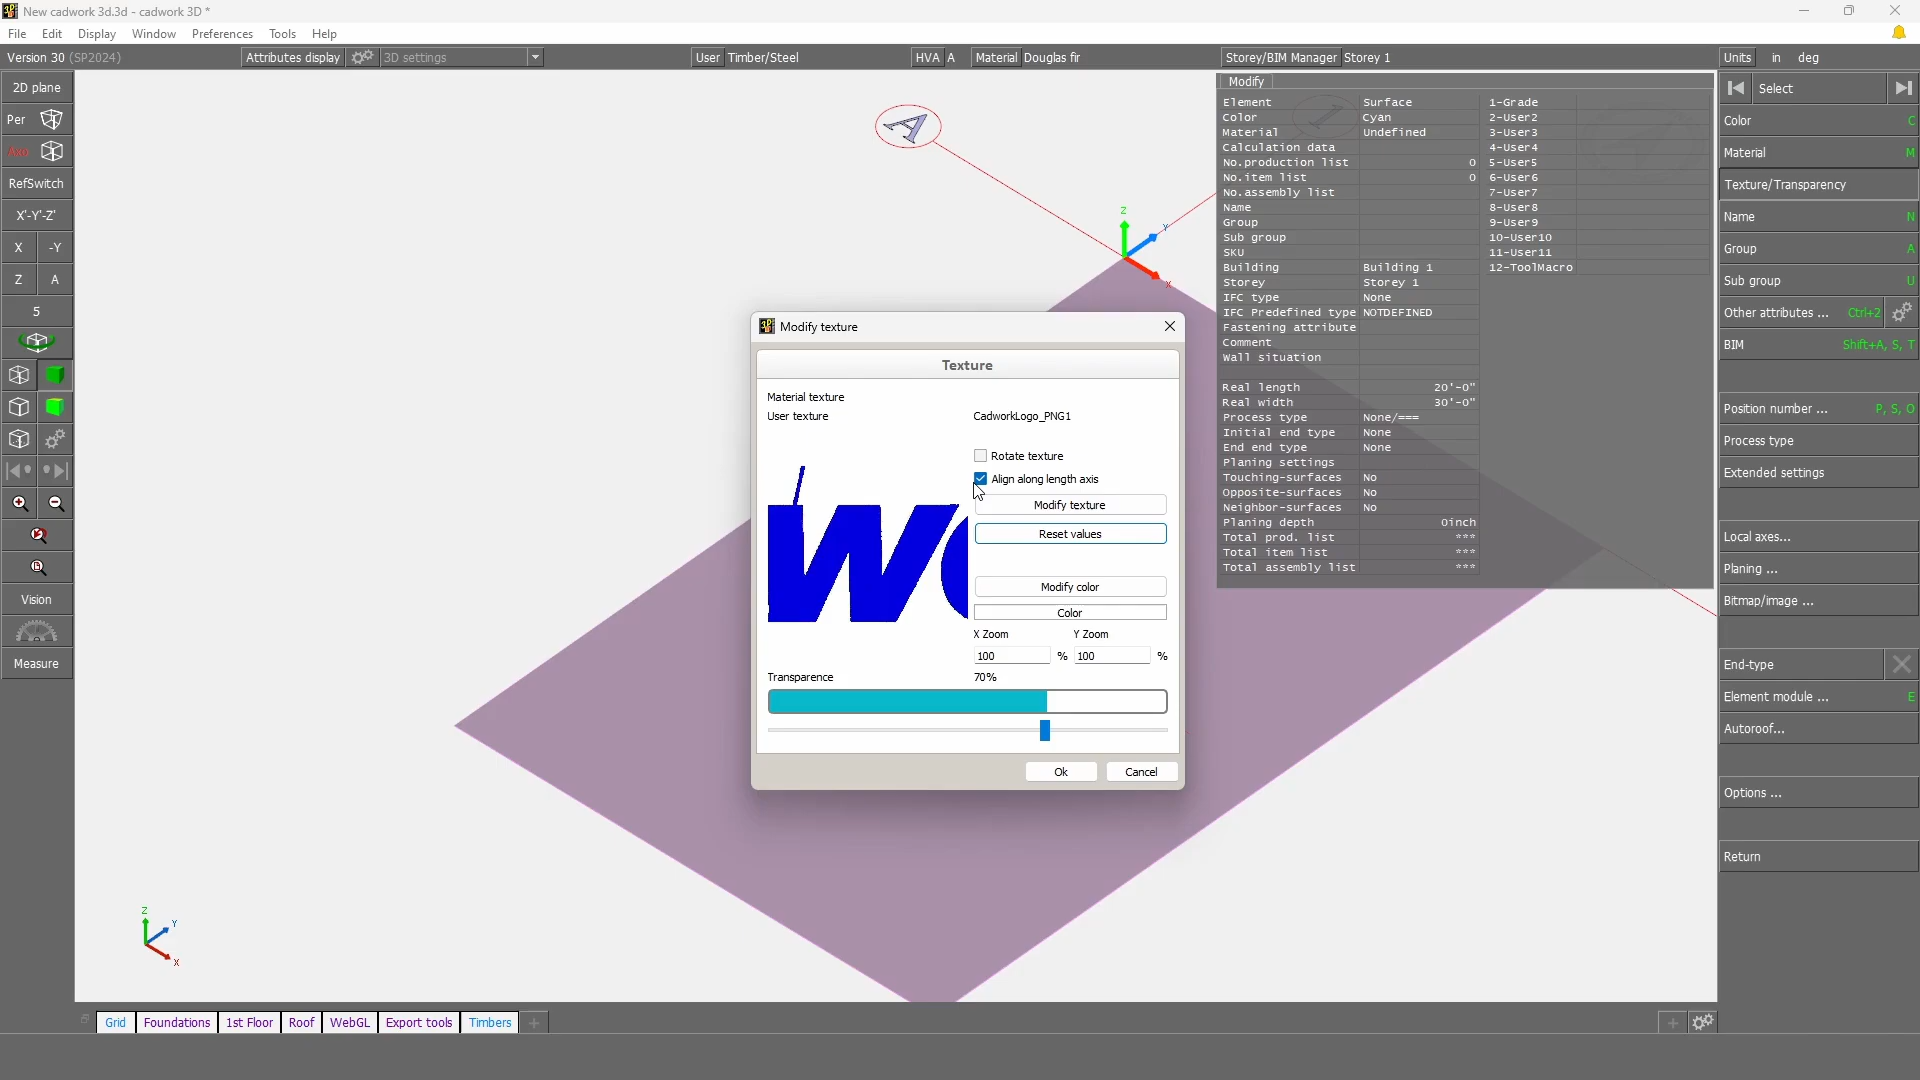 New cadwork 3d.3d - cadwork 3D *
File Edit Display Window Preferences Tools Help
Version 30 (SP2024) Attributes display 3D settings User Timber/Steel HVA A Material Douglas fir Storey/BIM Manager Storey 1 Units in deg
2D plane
Per
Axo
RefSwitch
X'-Y'-Z'
X -Y
Z A
5
Vision
Measure
A
Z
Y
X
Modify
Element Surface 1-Grade
Color Cyan 2-User2
Material Undefined 3-User3
Calculation data 4-User4
No.production list 0 5-User5
No.item list 0 6-User6
No.assembly list 7-User7
Name 8-User8
Group 9-User9
Sub group 10-User10
SKU 11-User11
Building Building 1 12-ToolMacro
Storey Storey 1
IFC type None
IFC Predefined type NOTDEFINED
Fastening attribute
Comment
Wall situation
Real length 20'-0"
Real width 30'-0"
Process type None/===
Initial end type None
End end type None
Planing settings
Touching-surfaces No
Opposite-surfaces No
Neighbor-surfaces No
Planing depth 0inch
Total prod. list ***
Total item list ***
Total assembly list ***
Select
Color C
Material M
Texture/Transparency
Name N
Group A
Sub group U
Other attributes ... Ctrl+2
BIM Shift+A, S, T
Position number ... P, S, O
Process type
Extended settings
Local axes...
Planing ...
Bitmap/image ...
End-type
Element module ... E
Autoroof...
Options ...
Return
Modify texture
Texture
Material texture
User texture CadworkLogo_PNG1
Rotate texture
Align along length axis
Modify texture
Reset values
Modify color
Color
X Zoom Y Zoom
100 % 100 %
Transparence 70%
Ok Cancel
Z
Y
X
Grid Foundations 1st Floor Roof WebGL Export tools Timbers +
+